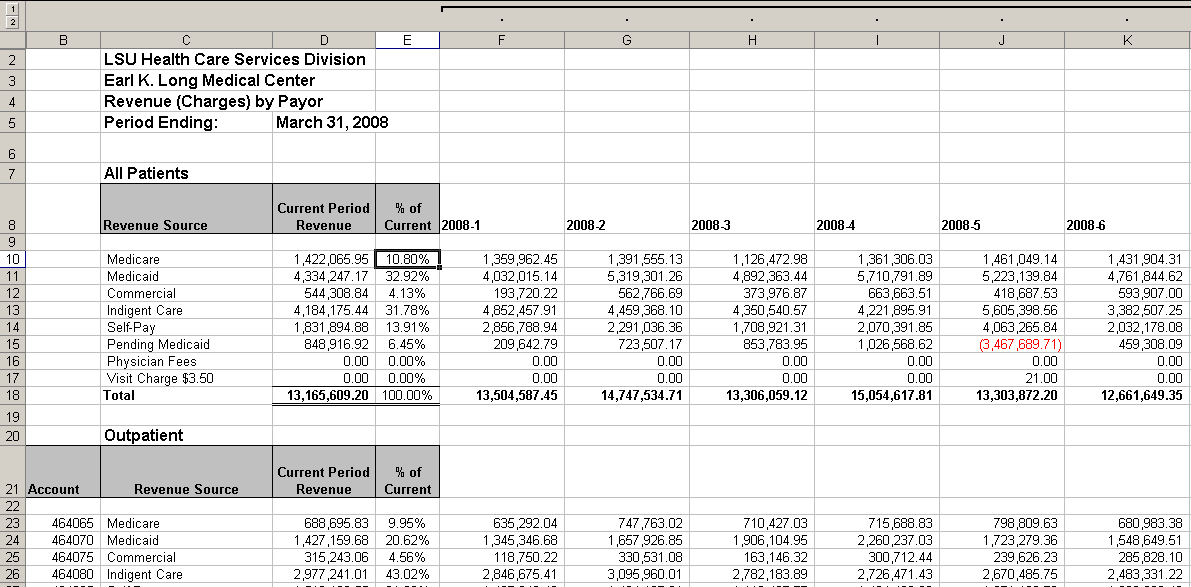 1
2
B C D E F G H I J K
2 LSU Health Care Services Division
3 Earl K. Long Medical Center
4 Revenue (Charges) by Payor
5 Period Ending: March 31, 2008
6
7 All Patients
Current Period % of
8 Revenue Source Revenue Current 2008-1 2008-2 2008-3 2008-4 2008-5 2008-6
9
10 Medicare 1,422,065.95 10.80% 1,359,962.45 1,391,555.13 1,126,472.98 1,361,306.03 1,461,049.14 1,431,904.31
11 Medicaid 4,334,247.17 32.92% 4,032,015.14 5,319,301.26 4,892,363.44 5,710,791.89 5,223,139.84 4,761,844.62
12 Commercial 544,308.84 4.13% 193,720.22 562,766.69 373,976.87 663,663.51 418,687.53 593,907.00
13 Indigent Care 4,184,175.44 31.78% 4,852,457.91 4,459,368.10 4,350,540.57 4,221,895.91 5,605,398.56 3,382,507.25
14 Self-Pay 1,831,894.88 13.91% 2,856,788.94 2,291,036.36 1,708,921.31 2,070,391.85 4,063,265.84 2,032,178.08
15 Pending Medicaid 848,916.92 6.45% 209,642.79 723,507.17 853,783.95 1,026,568.62 (3,467,689.71) 459,308.09
16 Physician Fees 0.00 0.00% 0.00 0.00 0.00 0.00 0.00 0.00
17 Visit Charge $3.50 0.00 0.00% 0.00 0.00 0.00 0.00 21.00 0.00
18 Total 13,165,609.20 100.00% 13,504,587.45 14,747,534.71 13,306,059.12 15,054,617.81 13,303,872.20 12,661,649.35
19
20 Outpatient
Current Period % of
21 Account Revenue Source Revenue Current
22
23 464065 Medicare 688,695.83 9.95% 635,292.04 747,763.02 710,427.03 715,688.83 798,809.63 680,983.38
24 464070 Medicaid 1,427,159.68 20.62% 1,345,346.68 1,657,926.85 1,906,104.95 2,260,237.03 1,723,279.36 1,548,649.51
25 464075 Commercial 315,243.06 4.56% 118,750.22 330,531.08 163,146.32 300,712.44 239,626.23 285,828.10
26 464080 Indigent Care 2,977,241.01 43.02% 2,846,675.41 3,095,960.01 2,782,183.89 2,726,471.43 2,670,485.75 2,483,331.22